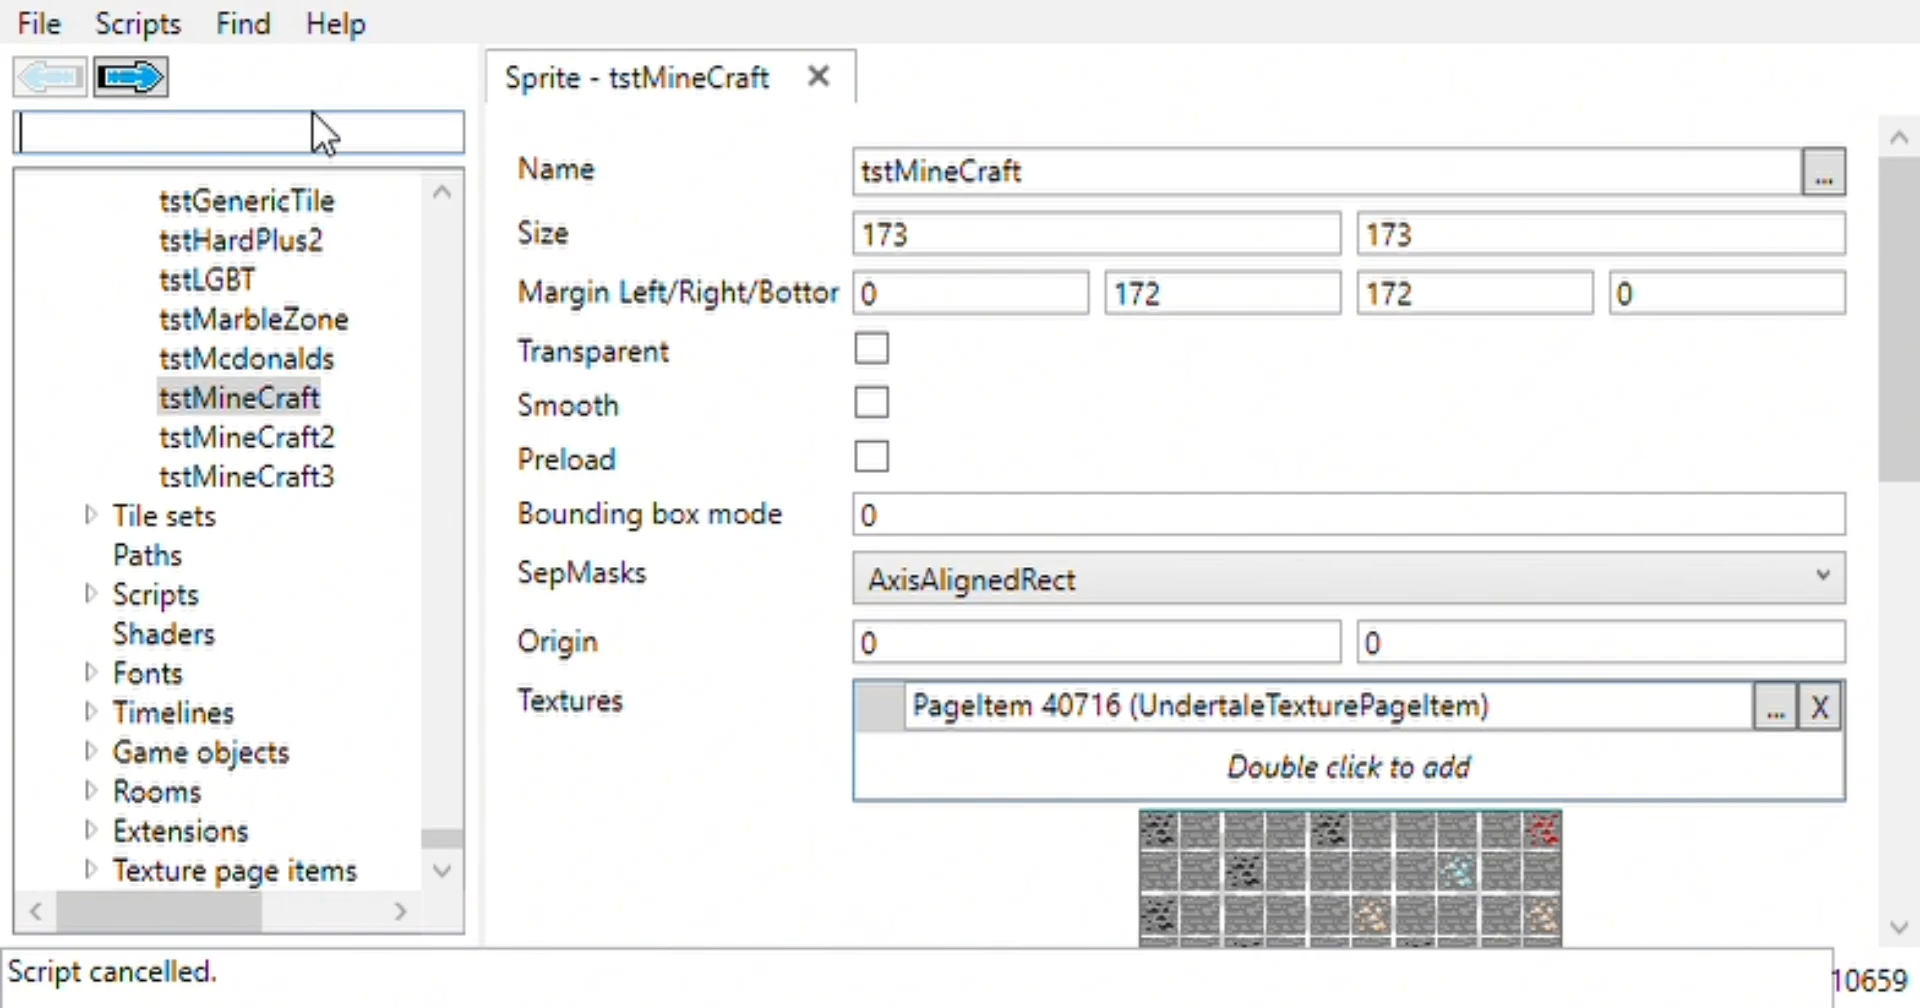 File Scripts Find Help
Sprite - tstMineCraft
tstGenericTile
tstHardPlus2
tstLGBT
tstMarbleZone
tstMcdonalds
tstMineCraft
tstMineCraft2
tstMineCraft3
Tile sets
Paths
Scripts
Shaders
Fonts
Timelines
Game objects
Rooms
Extensions
Texture page items
Name tstMineCraft ...
Size 173 173
Margin Left/Right/Bottor 0 172 172 0
Transparent
Smooth
Preload
Bounding box mode 0
SepMasks AxisAlignedRect
Origin 0 0
Textures PageItem 40716 (UndertaleTexturePageItem) ... X
Double click to add
Script cancelled.
10659